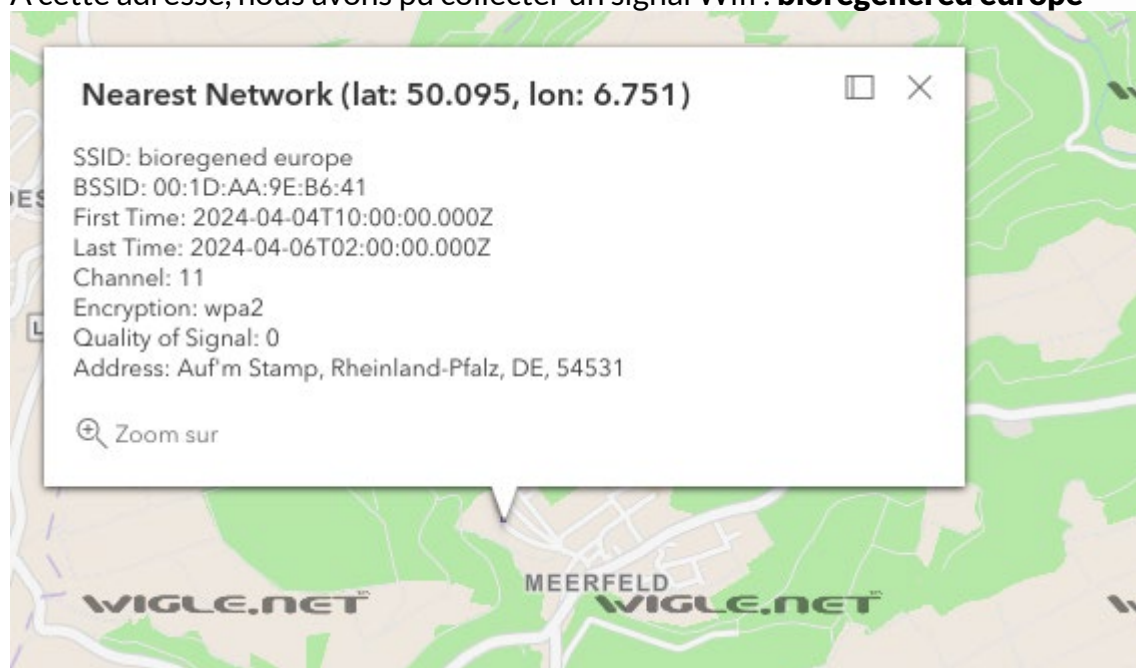 A cette adresse, nous avons pu collecter un signal Wifi : bioregenered europe
Nearest Network (lat: 50.095, lon: 6.751)
SSID: bioregened europe
BSSID: 00:1D:AA:9E:B6:41
First Time: 2024-04-04T10:00:00.000Z
Last Time: 2024-04-06T02:00:00.000Z
Channel: 11
Encryption: wpa2
Quality of Signal: 0
Address: Auf'm Stamp, Rheinland-Pfalz, DE, 54531
Zoom sur
DES
L
MEERFELD
WIGLE.NET
WIGLE.NET